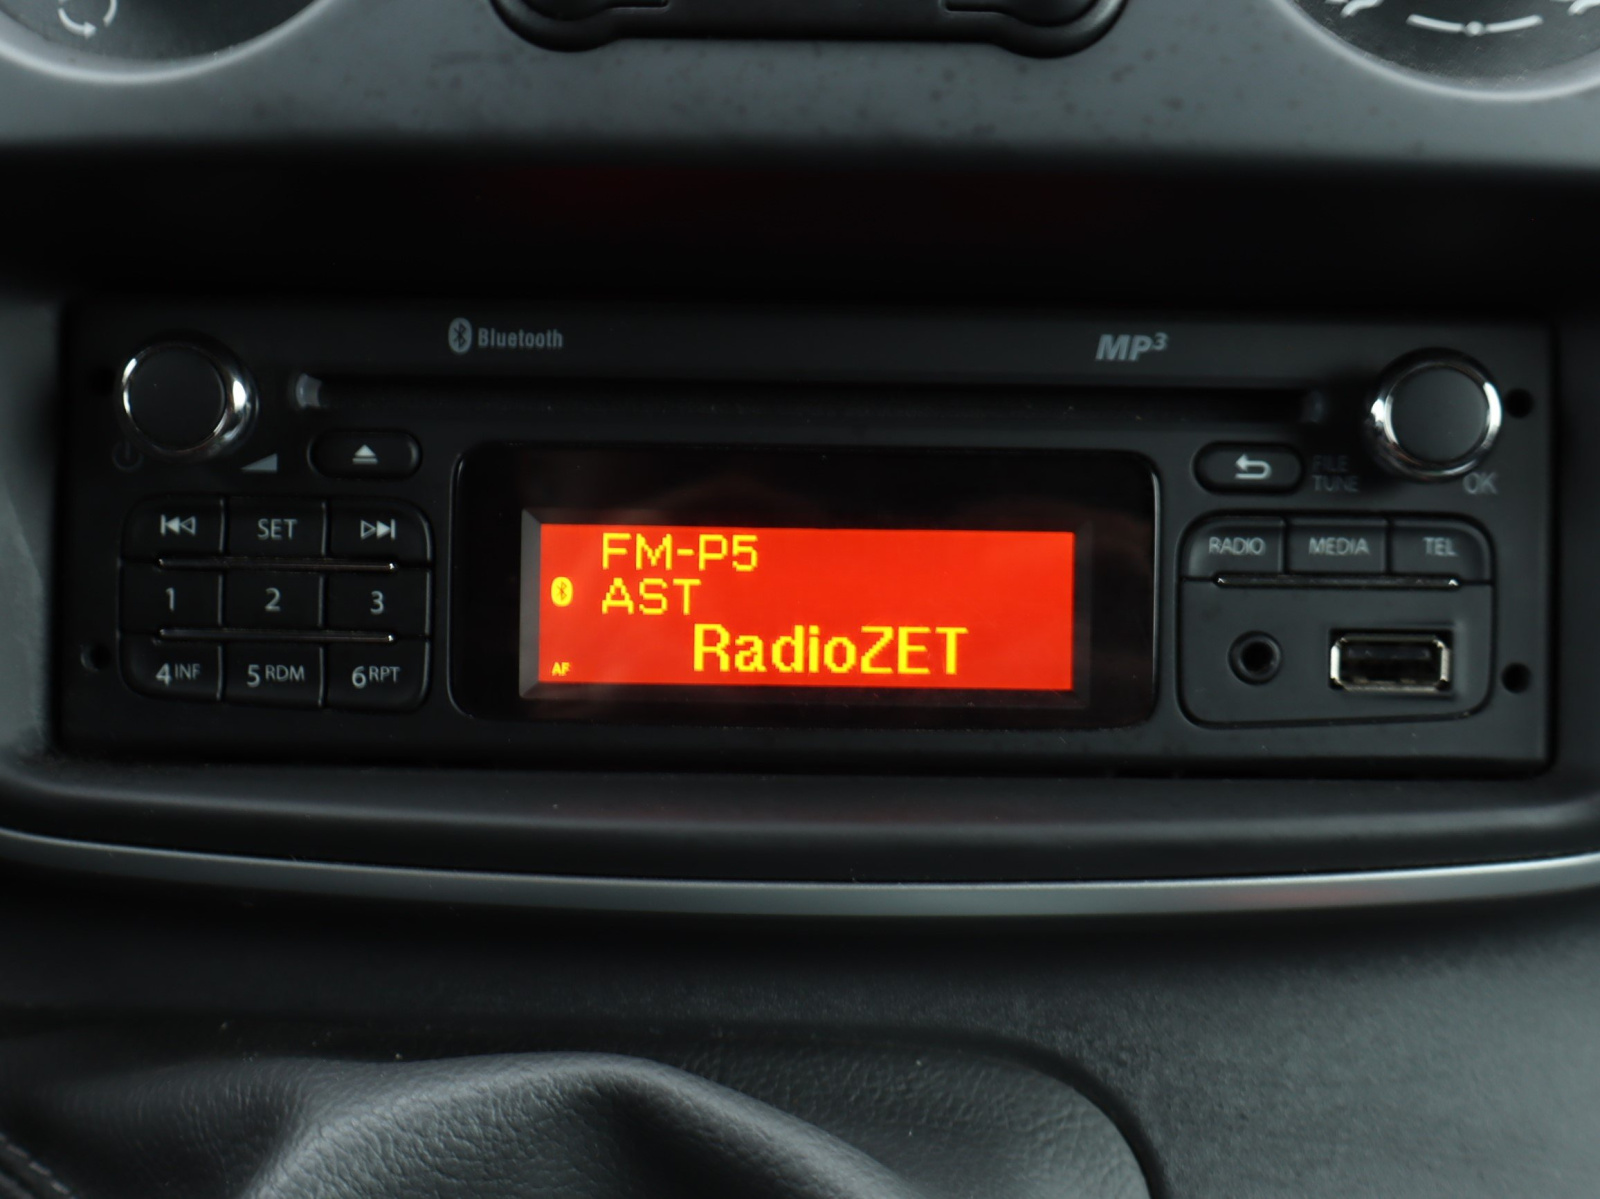 Bluetooth
MP3
FILE
TUNE
OK
SET
RADIO MEDIA TEL
FM-P5
AST
RadioZET
AF
1 2 3
4 INF 5 RDM 6 RPT